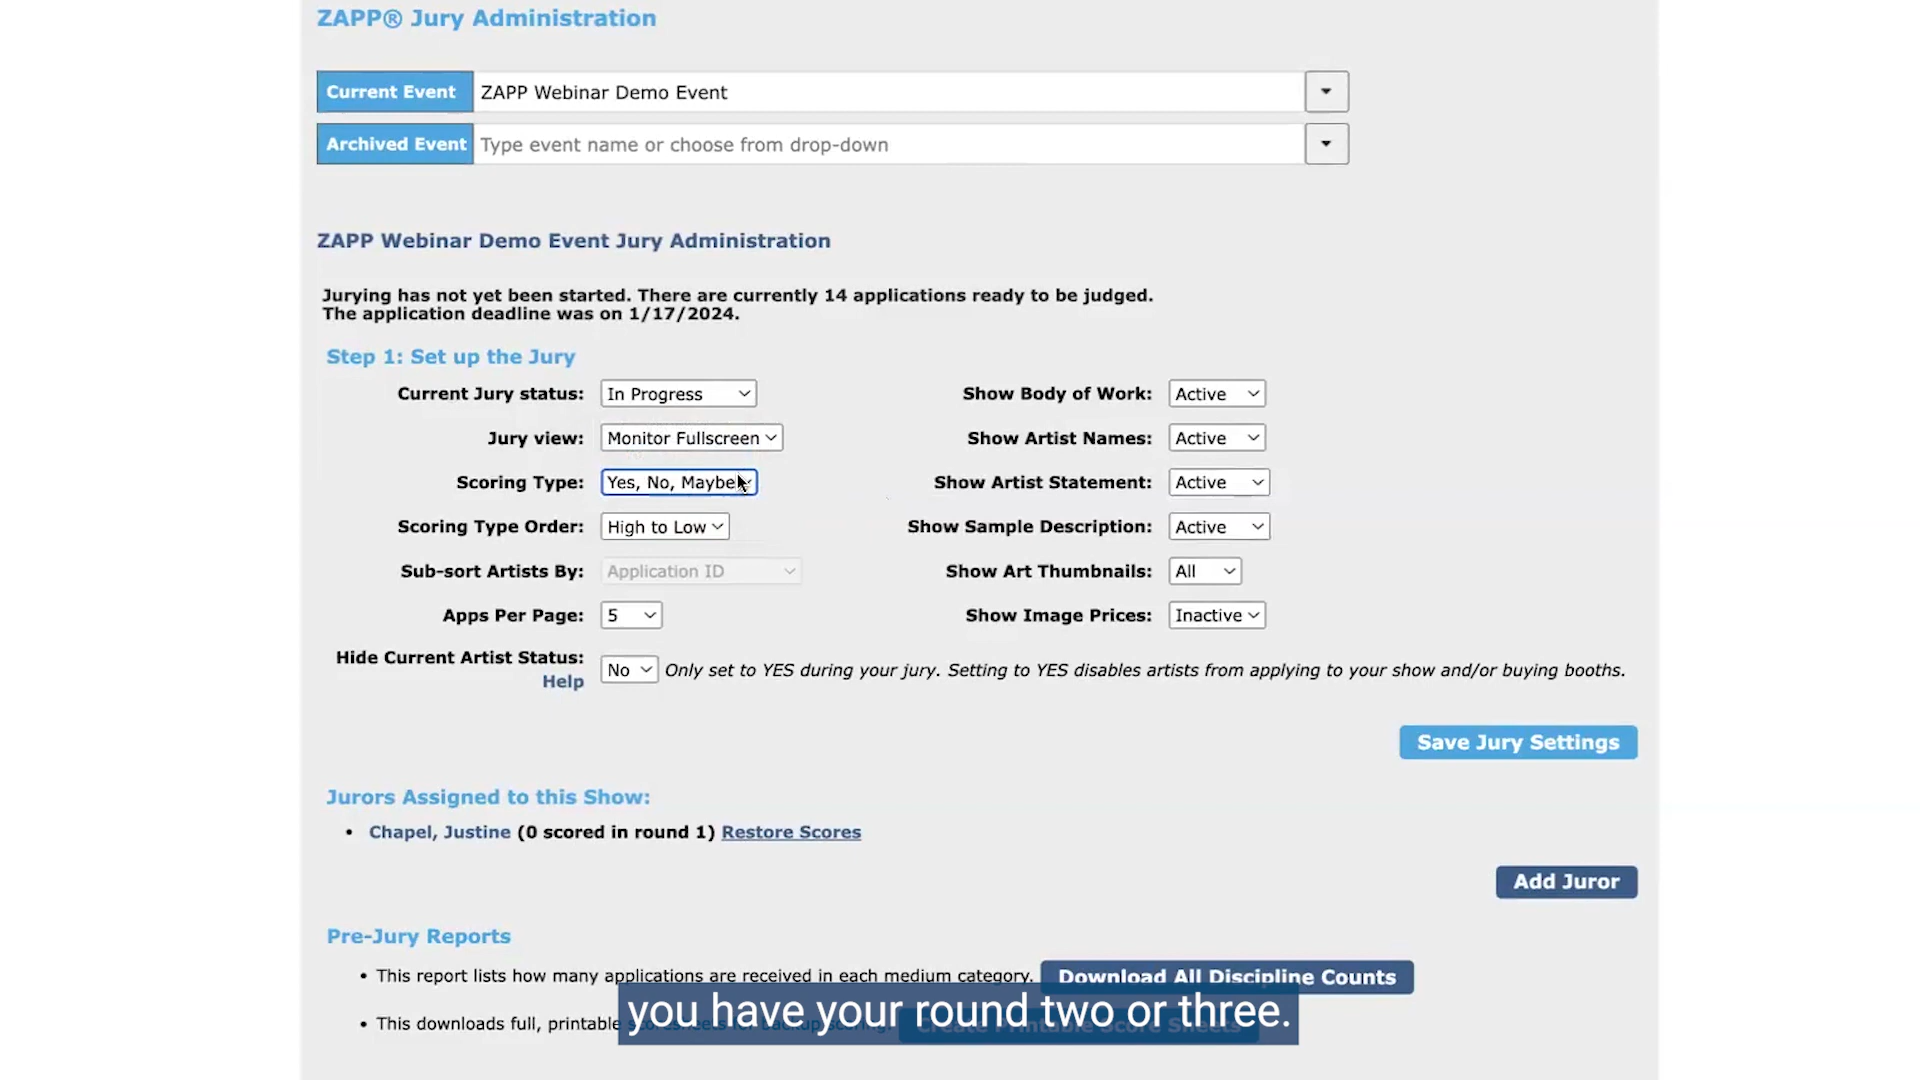 ZAPP® Jury Administration
Current Event ZAPP Webinar Demo Event
Archived Event Type event name or choose from drop-down
ZAPP Webinar Demo Event Jury Administration
Jurying has not yet been started. There are currently 14 applications ready to be judged.
The application deadline was on 1/17/2024.
Step 1: Set up the Jury
Current Jury status: In Progress Show Body of Work: Active
Jury view: Monitor Fullscreen Show Artist Names: Active
Scoring Type: Yes, No, Maybe Show Artist Statement: Active
Scoring Type Order: High to Low Show Sample Description: Active
Sub-sort Artists By: Application ID Show Art Thumbnails: All
Apps Per Page: 5 Show Image Prices: Inactive
Hide Current Artist Status: No Only set to YES during your jury. Setting to YES disables artists from applying to your show and/or buying booths.
Help
Save Jury Settings
Jurors Assigned to this Show:
• Chapel, Justine (0 scored in round 1) Restore Scores
Add Juror
Pre-Jury Reports
• This report lists how many applications are received in each medium category. Download All Discipline Counts
• This downloads full, printable scoresheets for backup scoring. Create Printable Score Sheets
you have your round two or three.